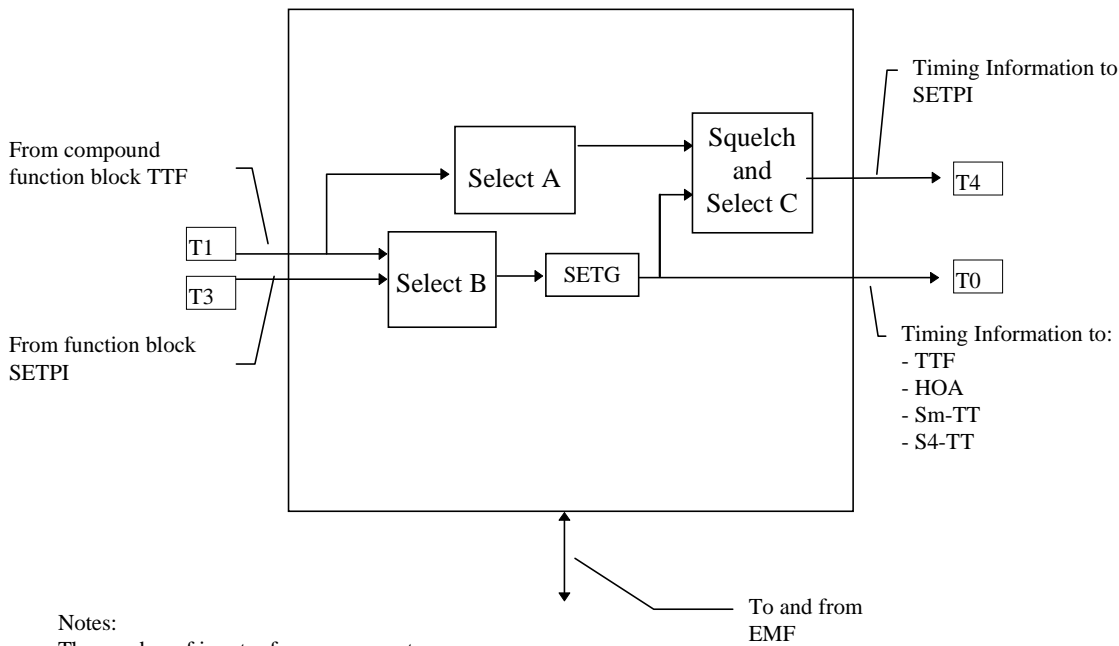 Timing Information to
SETPI
Squelch
and
Select C
From compound
function block TTF
Select A
T4
T1
Select B
SETG
T0
T3
From function block
SETPI
Timing Information to:
- TTF
- HOA
- Sm-TT
- S4-TT
To and from
EMF
Notes: